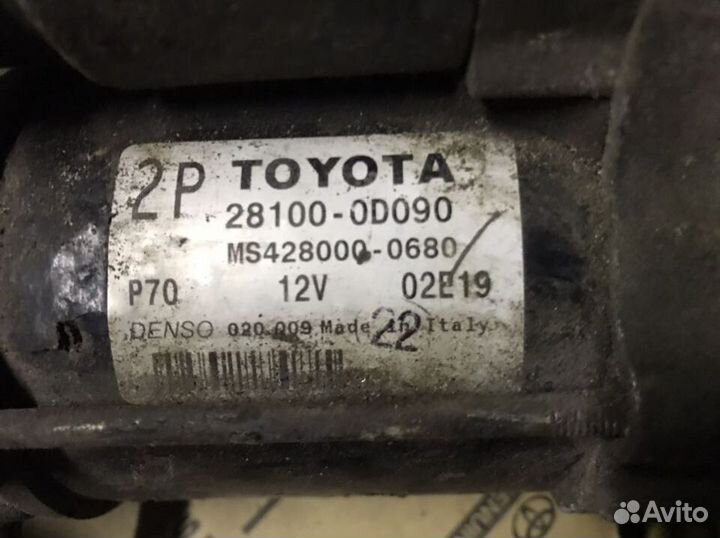 2P TOYOTA
28100-0D090
MS428000-0680
P70 12V 02E19
DENSO 020.009 Made in Italy
22
Avito